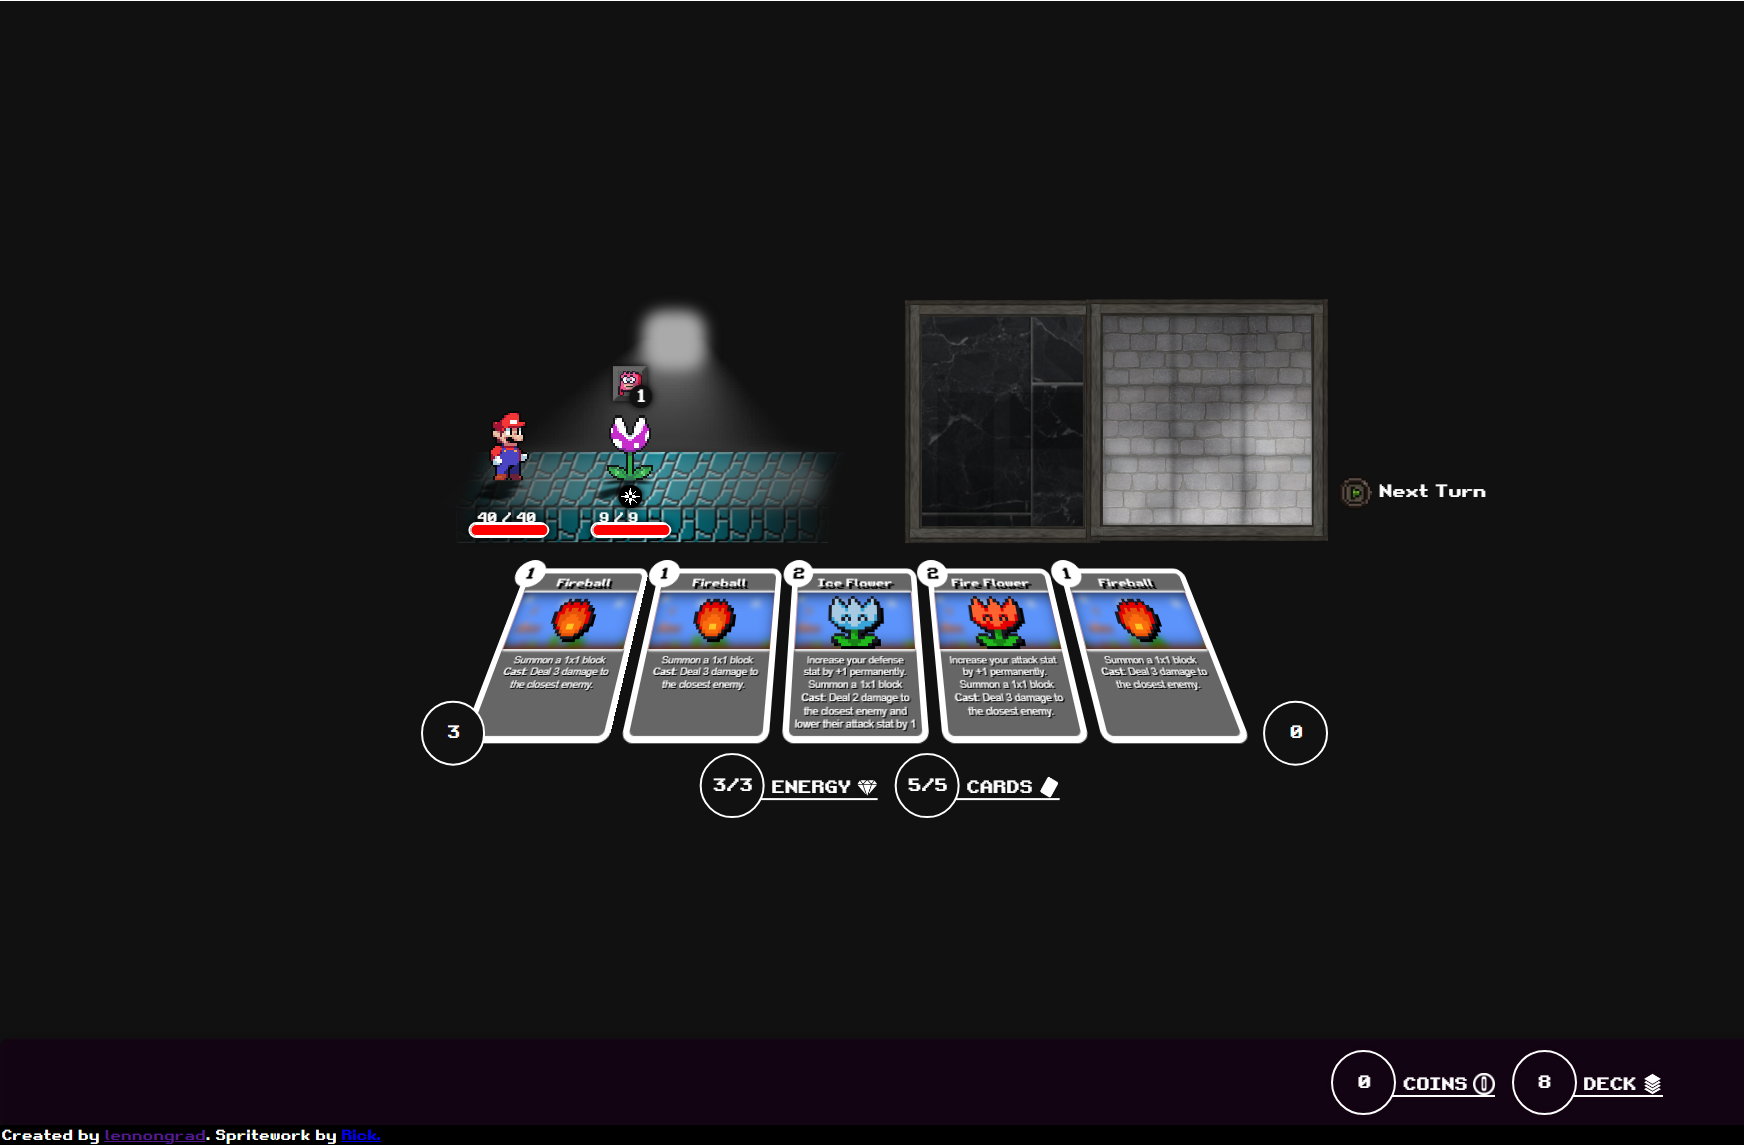 1
40 / 40
9 / 9
Next Turn
1
Fireball
Summon a 1x1 block
Cast: Deal 3 damage to
the closest enemy.
1
Fireball
Summon a 1x1 block
Cast: Deal 3 damage to
the closest enemy.
2
Ice Flower
Increase your defense
stat by +1 permanently.
Summon a 1x1 block
Cast: Deal 2 damage to
the closest enemy and
lower their attack stat by 1
2
Fire Flower
Increase your attack stat
by +1 permanently.
Summon a 1x1 block
Cast: Deal 3 damage to
the closest enemy.
1
Fireball
Summon a 1x1 block
Cast: Deal 3 damage to
the closest enemy.
3
0
3/3 ENERGY
5/5 CARDS
0 COINS
8 DECK
Created by lennongrad. Spritework by Rick.